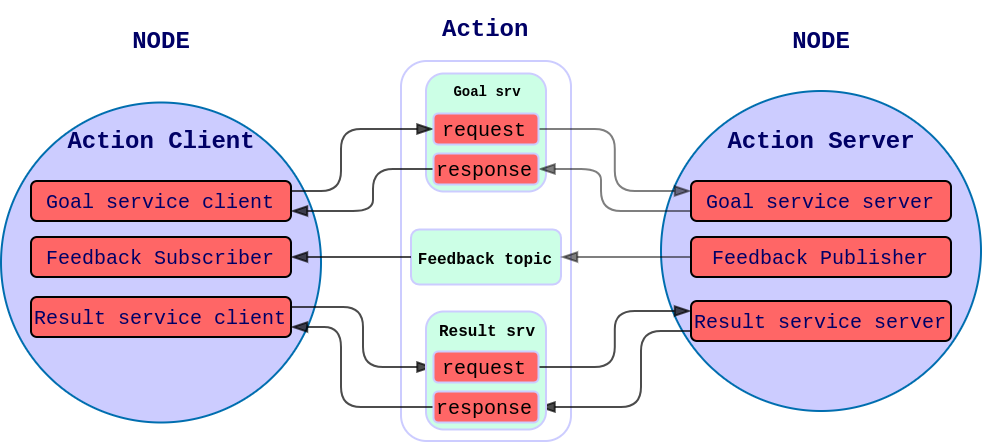 NODE
Action Client
Goal service client
Feedback Subscriber
Result service client
Action
Goal srv
request
response
Feedback topic
Result srv
request
response
NODE
Action Server
Goal service server
Feedback Publisher
Result service server